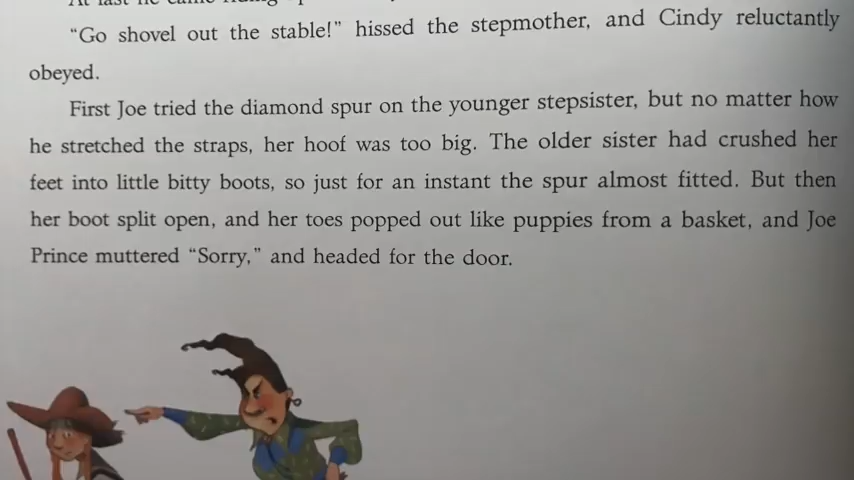 "Go shovel out the stable!" hissed the stepmother, and Cindy reluctantly
obeyed.
First Joe tried the diamond spur on the younger stepsister, but no matter how
he stretched the straps, her hoof was too big. The older sister had crushed her
feet into little bitty boots, so just for an instant the spur almost fitted. But then
her boot split open, and her toes popped out like puppies from a basket, and Joe
Prince muttered "Sorry," and headed for the door.